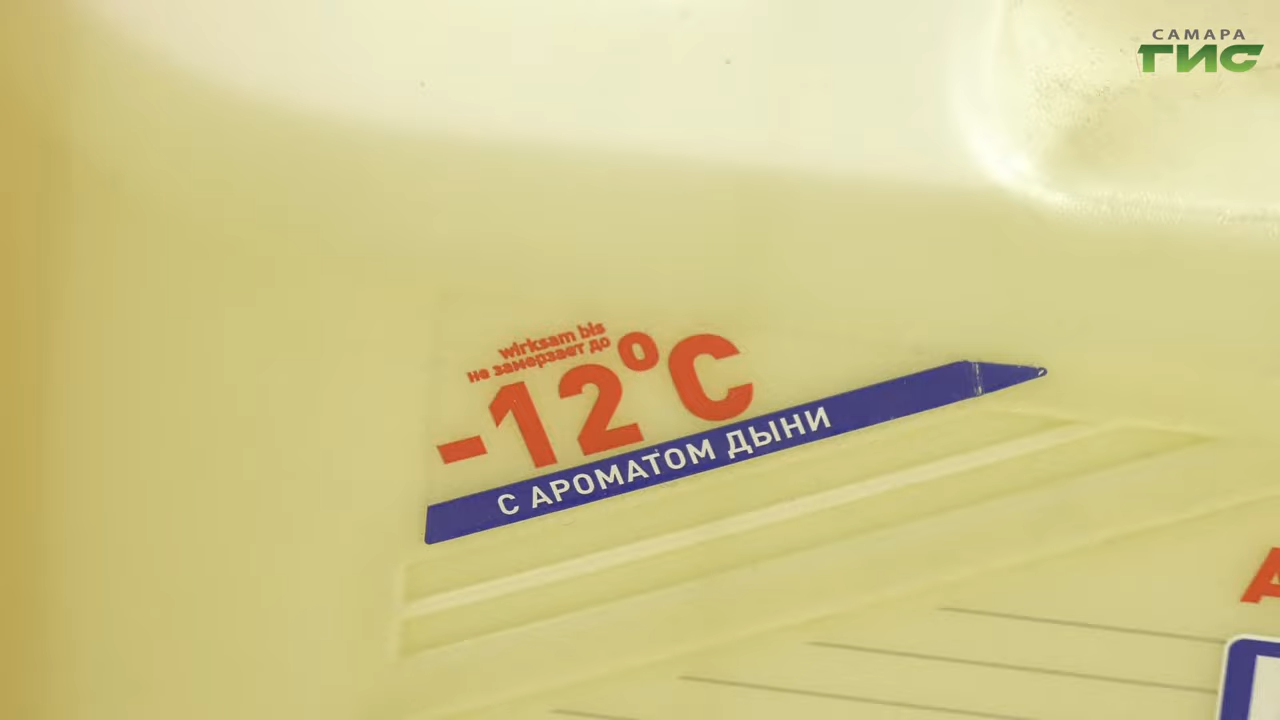 САМАРА
ГИС
wirksam bis
не замерзает до
-12°C
С АРОМАТОМ ДЫНИ